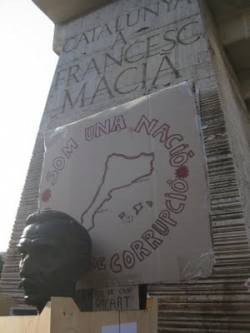 CATALUNYA
A
FRANCESC
MACIÀ
SOM UNA NACIÓ
DE CORRUPCIÓ